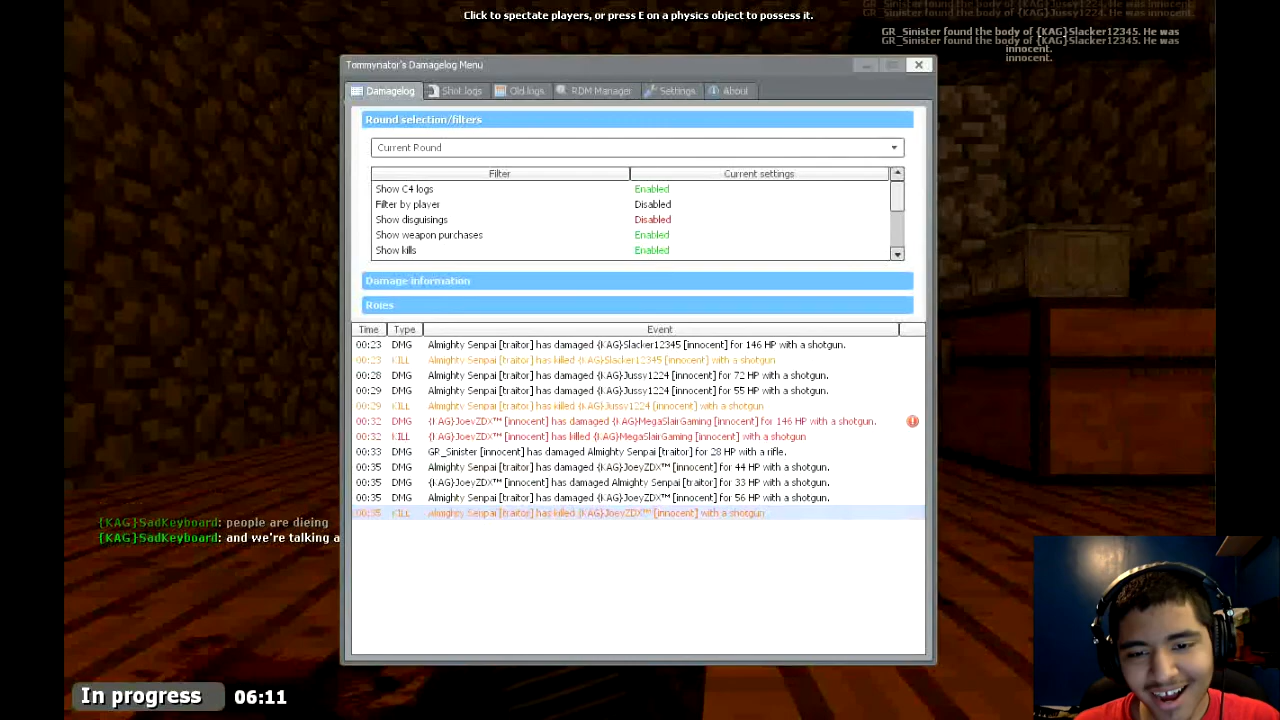 Click to spectate players, or press E on a physics object to possess it.
GR_Sinister found the body of {KAG}Jussy1224. He was innocent.
GR_Sinister found the body of {KAG}Slacker12345. He was
GR_Sinister found the body of {KAG}Slacker12345. He was
innocent.
innocent.
Tommynator's Damagelog Menu
Damagelog Shot logs Old logs RDM Manager Settings About
Round selection/filters
Current Round
Filter Current settings
Show C4 logs Enabled
Filter by player Disabled
Show disguisings Disabled
Show weapon purchases Enabled
Show kills Enabled
Damage information
Roles
Time Type Event
00:23 DMG Almighty Senpai [traitor] has damaged {KAG}Slacker12345 [innocent] for 146 HP with a shotgun.
00:23 KILL Almighty Senpai [traitor] has killed {KAG}Slacker12345 [innocent] with a shotgun
00:28 DMG Almighty Senpai [traitor] has damaged {KAG}Jussy1224 [innocent] for 72 HP with a shotgun.
00:29 DMG Almighty Senpai [traitor] has damaged {KAG}Jussy1224 [innocent] for 55 HP with a shotgun.
00:29 KILL Almighty Senpai [traitor] has killed {KAG}Jussy1224 [innocent] with a shotgun
00:32 DMG {KAG}JoeyZDX™ [innocent] has damaged {KAG}MegaSlairGaming [innocent] for 146 HP with a shotgun.
00:32 KILL {KAG}JoeyZDX™ [innocent] has killed {KAG}MegaSlairGaming [innocent] with a shotgun
00:33 DMG GR_Sinister [innocent] has damaged Almighty Senpai [traitor] for 28 HP with a rifle.
00:35 DMG Almighty Senpai [traitor] has damaged {KAG}JoeyZDX™ [innocent] for 44 HP with a shotgun.
00:35 DMG {KAG}JoeyZDX™ [innocent] has damaged Almighty Senpai [traitor] for 33 HP with a shotgun.
00:35 DMG Almighty Senpai [traitor] has damaged {KAG}JoeyZDX™ [innocent] for 56 HP with a shotgun.
00:35 KILL Almighty Senpai [traitor] has killed {KAG}JoeyZDX™ [innocent] with a shotgun
{KAG}SadKeyboard: people are dieing
{KAG}SadKeyboard: and we're talking a
In progress 06:11